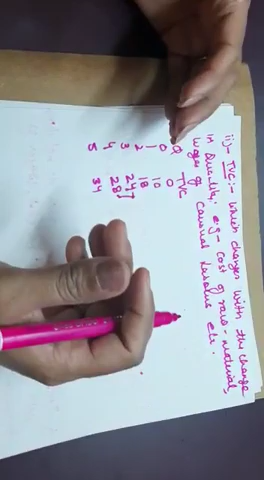 ii)- TVC:- which changes with the change
in Quantity, e.g- cost of raw-material,
wages of casual labour etc.
Q TVC
0 0
1 10
2 18
3 24
4 28
5 34